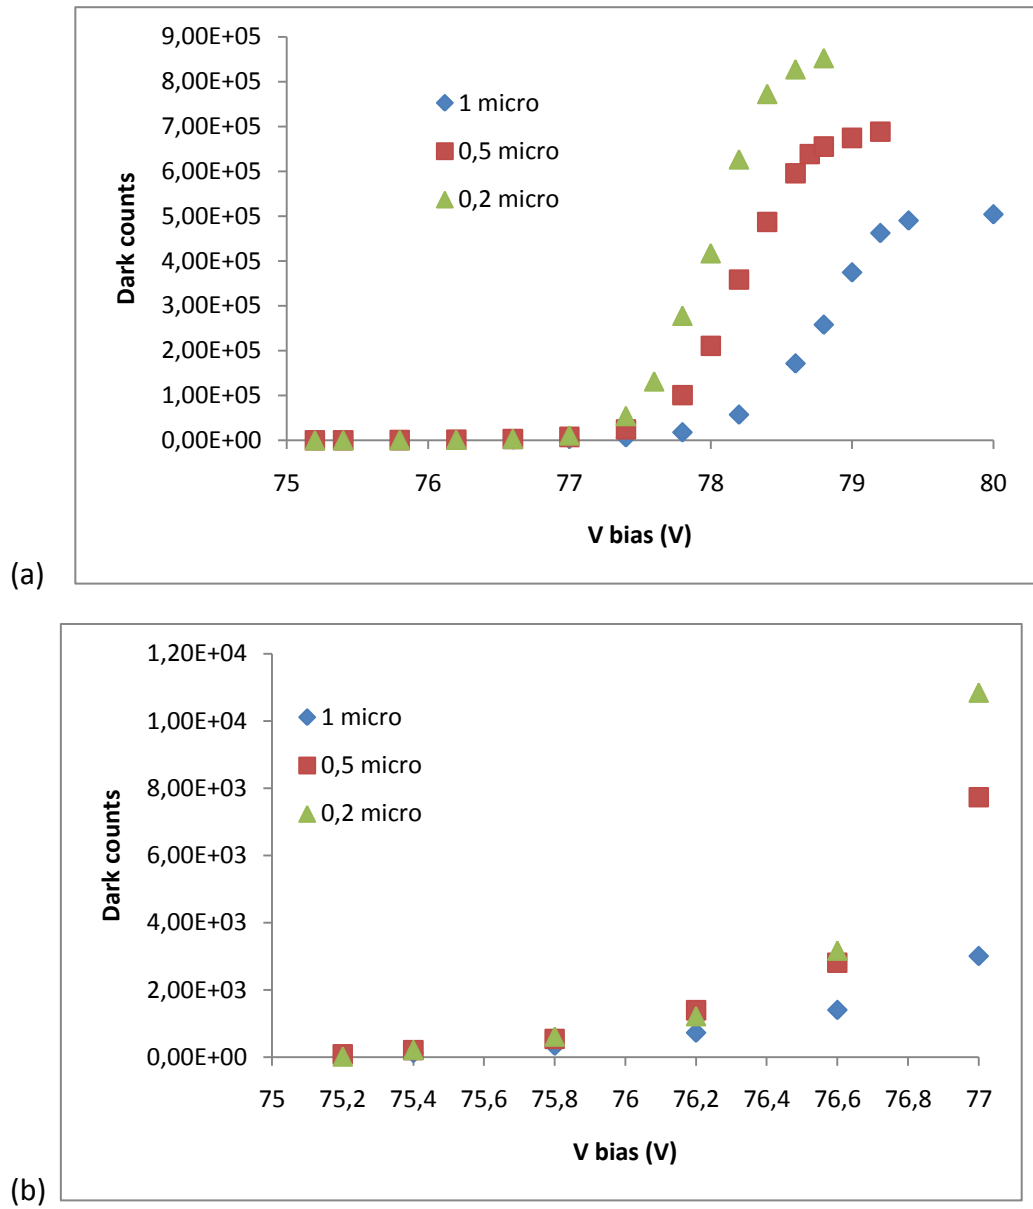 9,00E+05
8,00E+05
7,00E+05
6,00E+05
5,00E+05
4,00E+05
3,00E+05
2,00E+05
1,00E+05
0,00E+00
Dark counts
1 micro
0,5 micro
0,2 micro
75 76 77 78 79 80
V bias (V)
(a)
1,20E+04
1,00E+04
8,00E+03
6,00E+03
4,00E+03
2,00E+03
0,00E+00
Dark counts
1 micro
0,5 micro
0,2 micro
75 75,2 75,4 75,6 75,8 76 76,2 76,4 76,6 76,8 77
V bias (V)
(b)